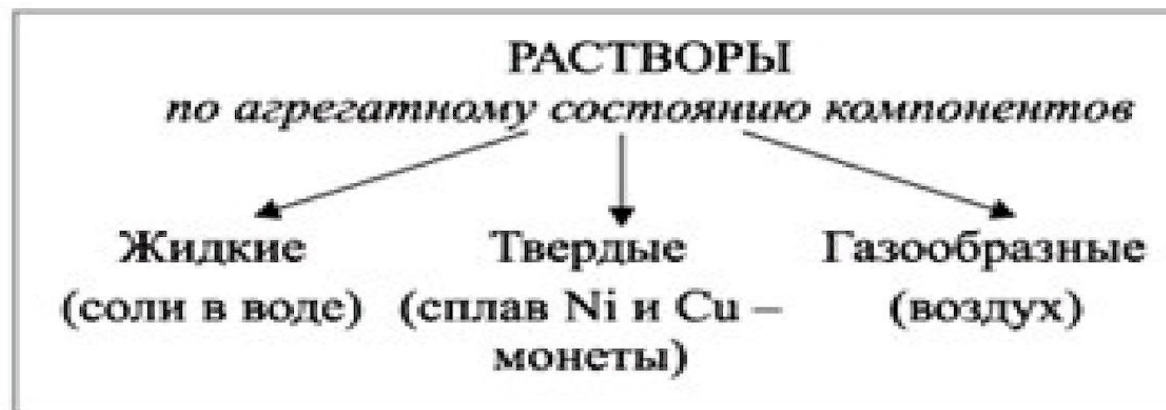 РАСТВОРЫ
по агрегатному состоянию компонентов
Жидкие
(соли в воде)
Твердые
(сплав Ni и Cu –
монеты)
Газообразные
(воздух)